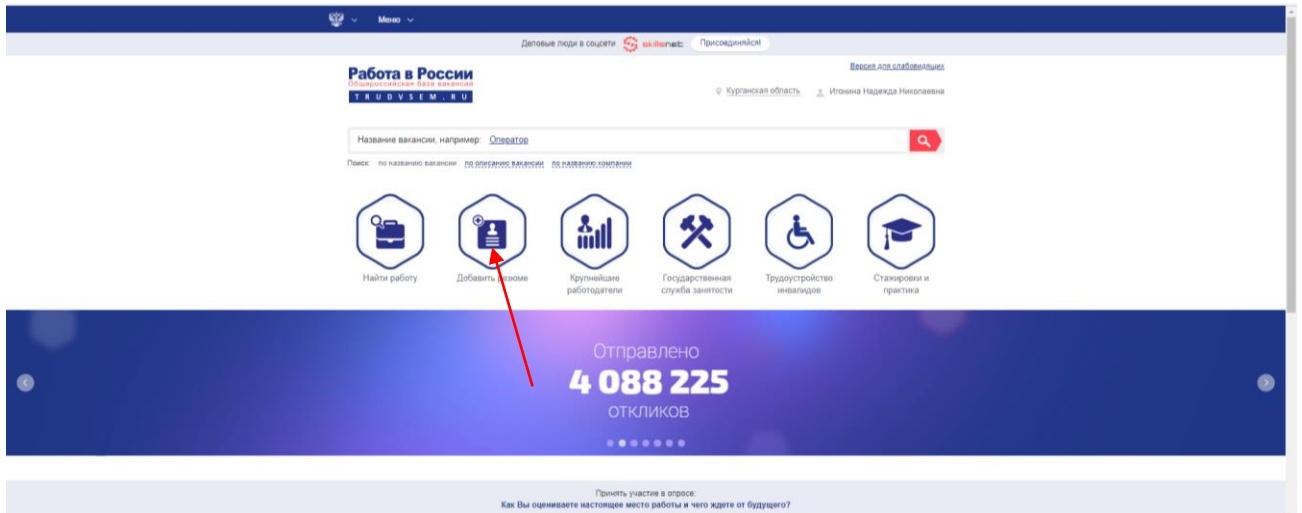 Меню
Деловые люди в соцсети skillsnet Присоединяйся!
Версия для слабовидящих
Работа в России
Общероссийская база вакансий
TRUDVSEM.RU
Курганская область Игонина Надежда Николаевна
Название вакансии, например: Оператор
Поиск: по названию вакансии по описанию вакансии по названию компании
Найти работу
Добавить резюме
Крупнейшие
работодатели
Государственная
служба занятости
Трудоустройство
инвалидов
Стажировки и
практика
Отправлено
4 088 225
откликов
Принять участие в опросе:
Как Вы оцениваете настоящее место работы и чего ждете от будущего?